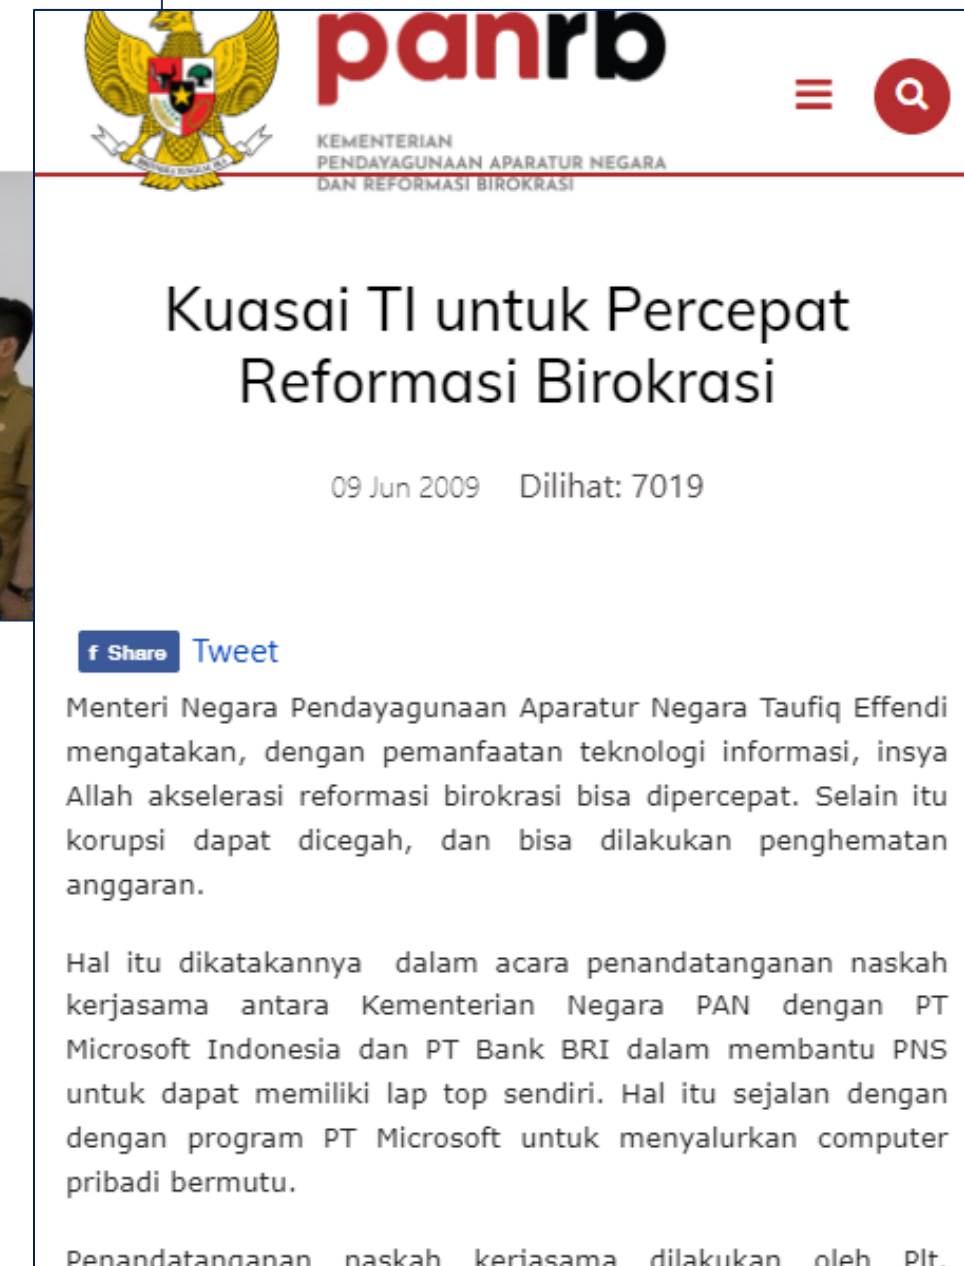 panrb
KEMENTERIAN
PENDAYAGUNAAN APARATUR NEGARA
DAN REFORMASI BIROKRASI
Kuasai TI untuk Percepat
Reformasi Birokrasi
09 Jun 2009 Dilihat: 7019
f Share Tweet
Menteri Negara Pendayagunaan Aparatur Negara Taufiq Effendi
mengatakan, dengan pemanfaatan teknologi informasi, insya
Allah akselerasi reformasi birokrasi bisa dipercepat. Selain itu
korupsi dapat dicegah, dan bisa dilakukan penghematan
anggaran.
Hal itu dikatakannya dalam acara penandatanganan naskah
kerjasama antara Kementerian Negara PAN dengan PT
Microsoft Indonesia dan PT Bank BRI dalam membantu PNS
untuk dapat memiliki lap top sendiri. Hal itu sejalan dengan
dengan program PT Microsoft untuk menyalurkan computer
pribadi bermutu.
Penandatanganan naskah kerjasama dilakukan oleh Plt.